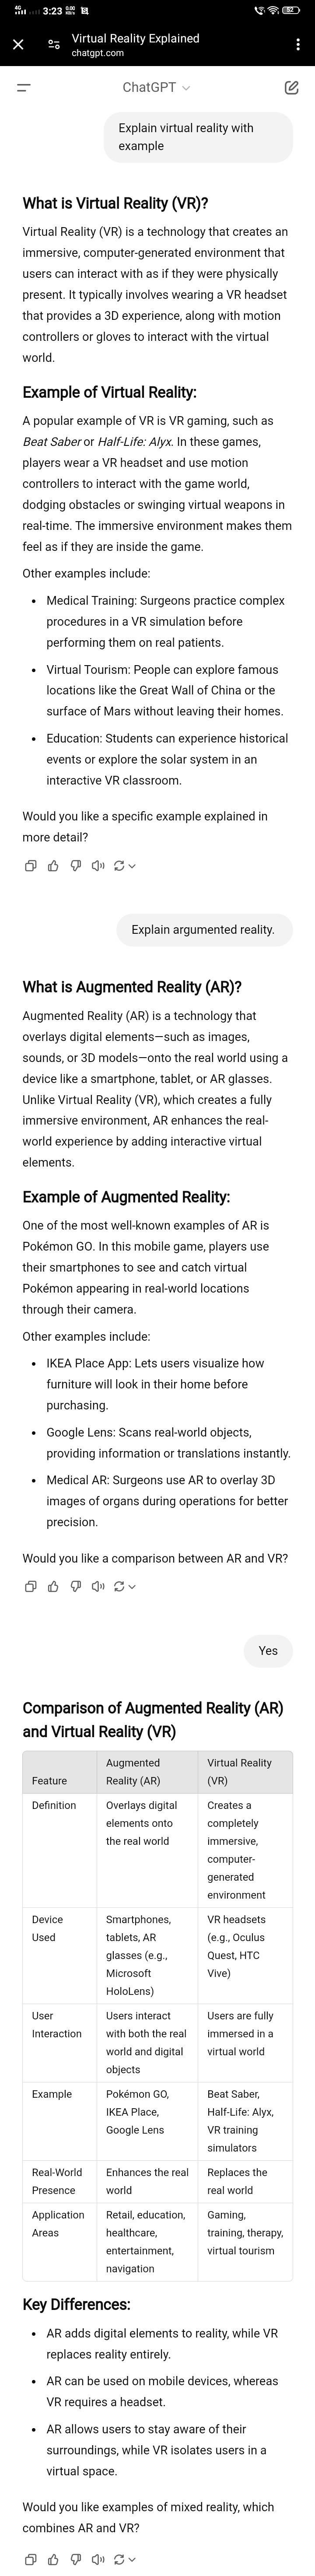 4G 3:23 0.00 KB/s 52
Virtual Reality Explained
chatgpt.com
ChatGPT
Explain virtual reality with
example
What is Virtual Reality (VR)?
Virtual Reality (VR) is a technology that creates an
immersive, computer-generated environment that
users can interact with as if they were physically
present. It typically involves wearing a VR headset
that provides a 3D experience, along with motion
controllers or gloves to interact with the virtual
world.
Example of Virtual Reality:
A popular example of VR is VR gaming, such as
Beat Saber or Half-Life: Alyx. In these games,
players wear a VR headset and use motion
controllers to interact with the game world,
dodging obstacles or swinging virtual weapons in
real-time. The immersive environment makes them
feel as if they are inside the game.
Other examples include:
• Medical Training: Surgeons practice complex
procedures in a VR simulation before
performing them on real patients.
• Virtual Tourism: People can explore famous
locations like the Great Wall of China or the
surface of Mars without leaving their homes.
• Education: Students can experience historical
events or explore the solar system in an
interactive VR classroom.
Would you like a specific example explained in
more detail?
Explain argumented reality.
What is Augmented Reality (AR)?
Augmented Reality (AR) is a technology that
overlays digital elements—such as images,
sounds, or 3D models—onto the real world using a
device like a smartphone, tablet, or AR glasses.
Unlike Virtual Reality (VR), which creates a fully
immersive environment, AR enhances the real-
world experience by adding interactive virtual
elements.
Example of Augmented Reality:
One of the most well-known examples of AR is
Pokémon GO. In this mobile game, players use
their smartphones to see and catch virtual
Pokémon appearing in real-world locations
through their camera.
Other examples include:
• IKEA Place App: Lets users visualize how
furniture will look in their home before
purchasing.
• Google Lens: Scans real-world objects,
providing information or translations instantly.
• Medical AR: Surgeons use AR to overlay 3D
images of organs during operations for better
precision.
Would you like a comparison between AR and VR?
Yes
Comparison of Augmented Reality (AR)
and Virtual Reality (VR)
Feature
Augmented
Reality (AR)
Virtual Reality
(VR)
Definition
Overlays digital
elements onto
the real world
Creates a
completely
immersive,
computer-
generated
environment
Device
Used
Smartphones,
tablets, AR
glasses (e.g.,
Microsoft
HoloLens)
VR headsets
(e.g., Oculus
Quest, HTC
Vive)
User
Interaction
Users interact
with both the real
world and digital
objects
Users are fully
immersed in a
virtual world
Example
Pokémon GO,
IKEA Place,
Google Lens
Beat Saber,
Half-Life: Alyx,
VR training
simulators
Real-World
Presence
Enhances the real
world
Replaces the
real world
Application
Areas
Retail, education,
healthcare,
entertainment,
navigation
Gaming,
training, therapy,
virtual tourism
Key Differences:
• AR adds digital elements to reality, while VR
replaces reality entirely.
• AR can be used on mobile devices, whereas
VR requires a headset.
• AR allows users to stay aware of their
surroundings, while VR isolates users in a
virtual space.
Would you like examples of mixed reality, which
combines AR and VR?